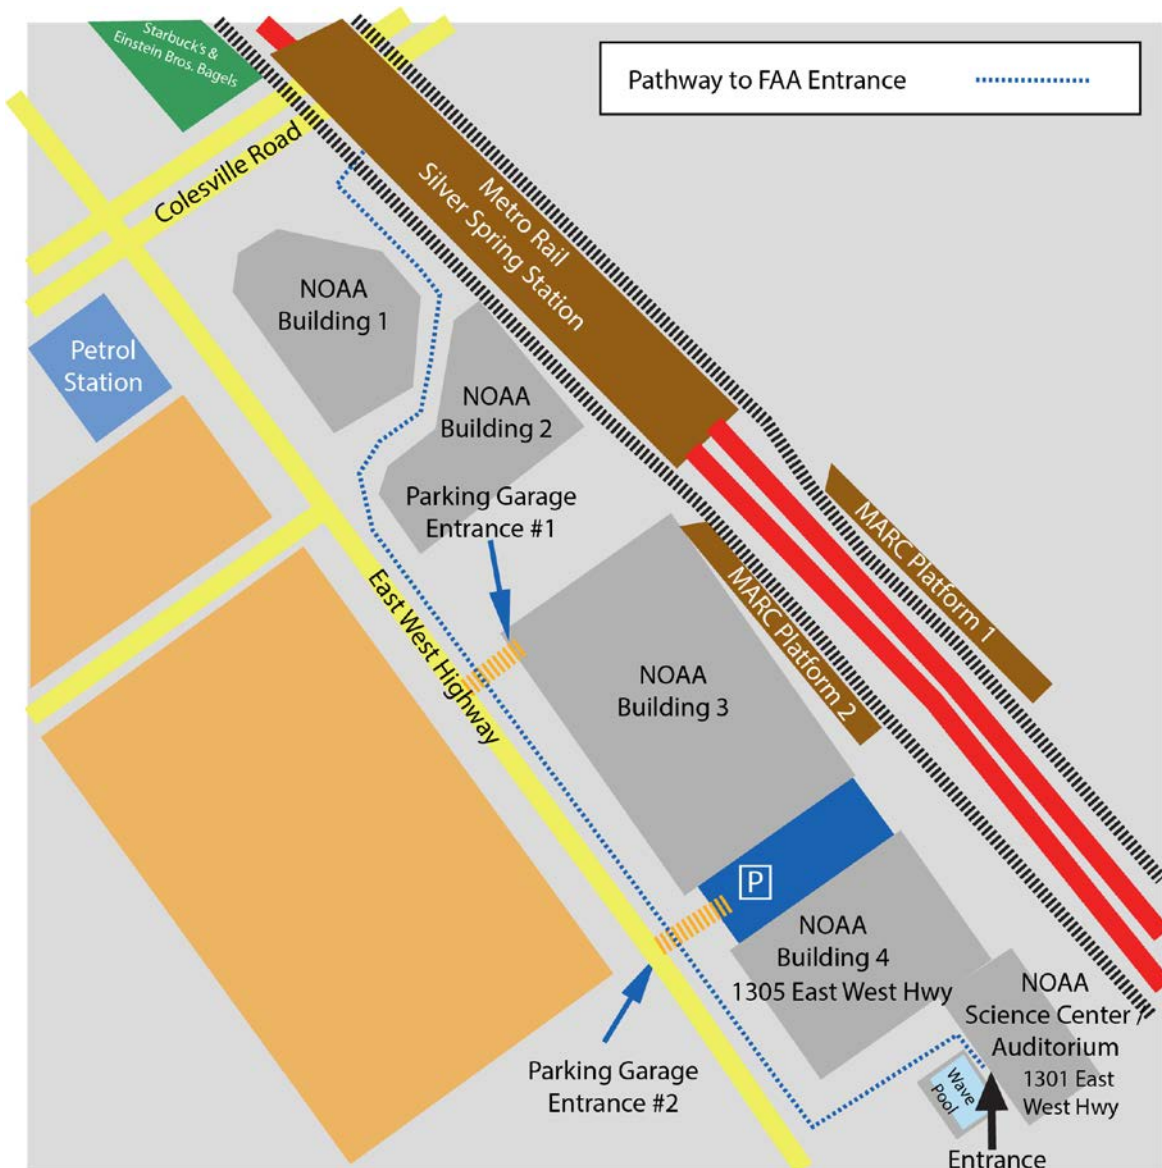 Starbuck's &
Einstein Bros. Bagels
Pathway to FAA Entrance
Colesville Road
Metro Rail
Silver Spring Station
NOAA
Building 1
Petrol
Station
NOAA
Building 2
Parking Garage
Entrance #1
MARC Platform 1
MARC Platform 2
East West Highway
NOAA
Building 3
P
NOAA
Building 4
1305 East West Hwy
NOAA
Science Center /
Auditorium
1301 East
West Hwy
Parking Garage
Entrance #2
Wave
Pool
Entrance